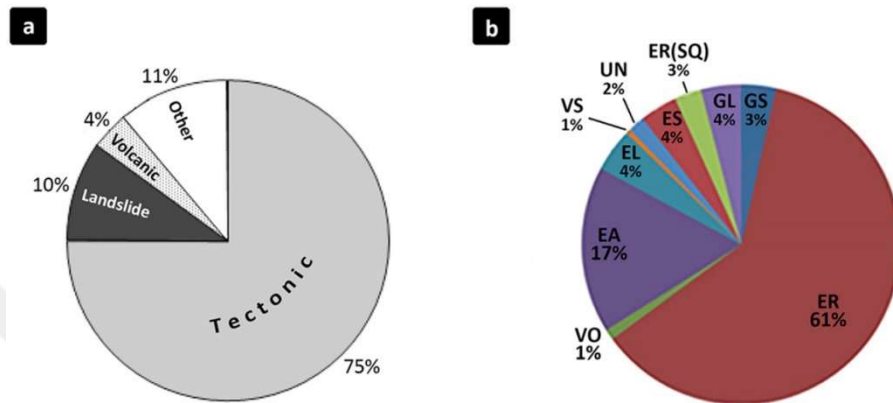 a
11%
Other
4%
Volcanic
10%
Landslide
Tectonic
75%
b
ER(SQ)
3%
UN
2%
VS
1%
ES
4%
GL
4%
GS
3%
EL
4%
EA
17%
VO
1%
ER
61%